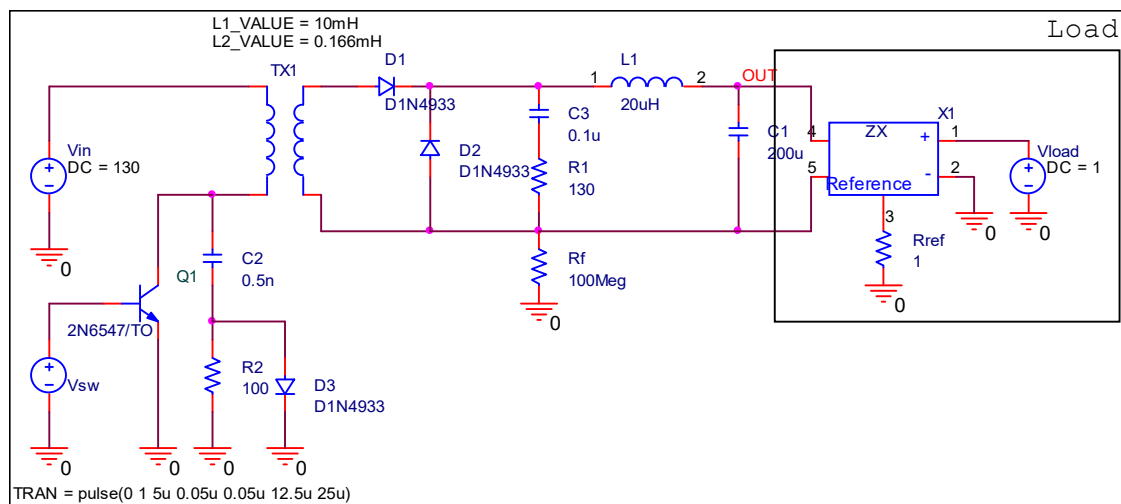 L1_VALUE = 10mH
L2_VALUE = 0.166mH
Load
TX1
D1
D1N4933
L1
1
2
20uH
OUT
C3
0.1u
C1
200u
X1
ZX
+
-
4
5
1
2
3
Reference
Vin
DC = 130
D2
D1N4933
R1
130
Vload
DC = 1
0
0
0
Rref
1
0
Rf
100Meg
0
C2
0.5n
Q1
2N6547/TO
Vsw
R2
100
D3
D1N4933
0
0
0
0
TRAN = pulse(0 1 5u 0.05u 0.05u 12.5u 25u)